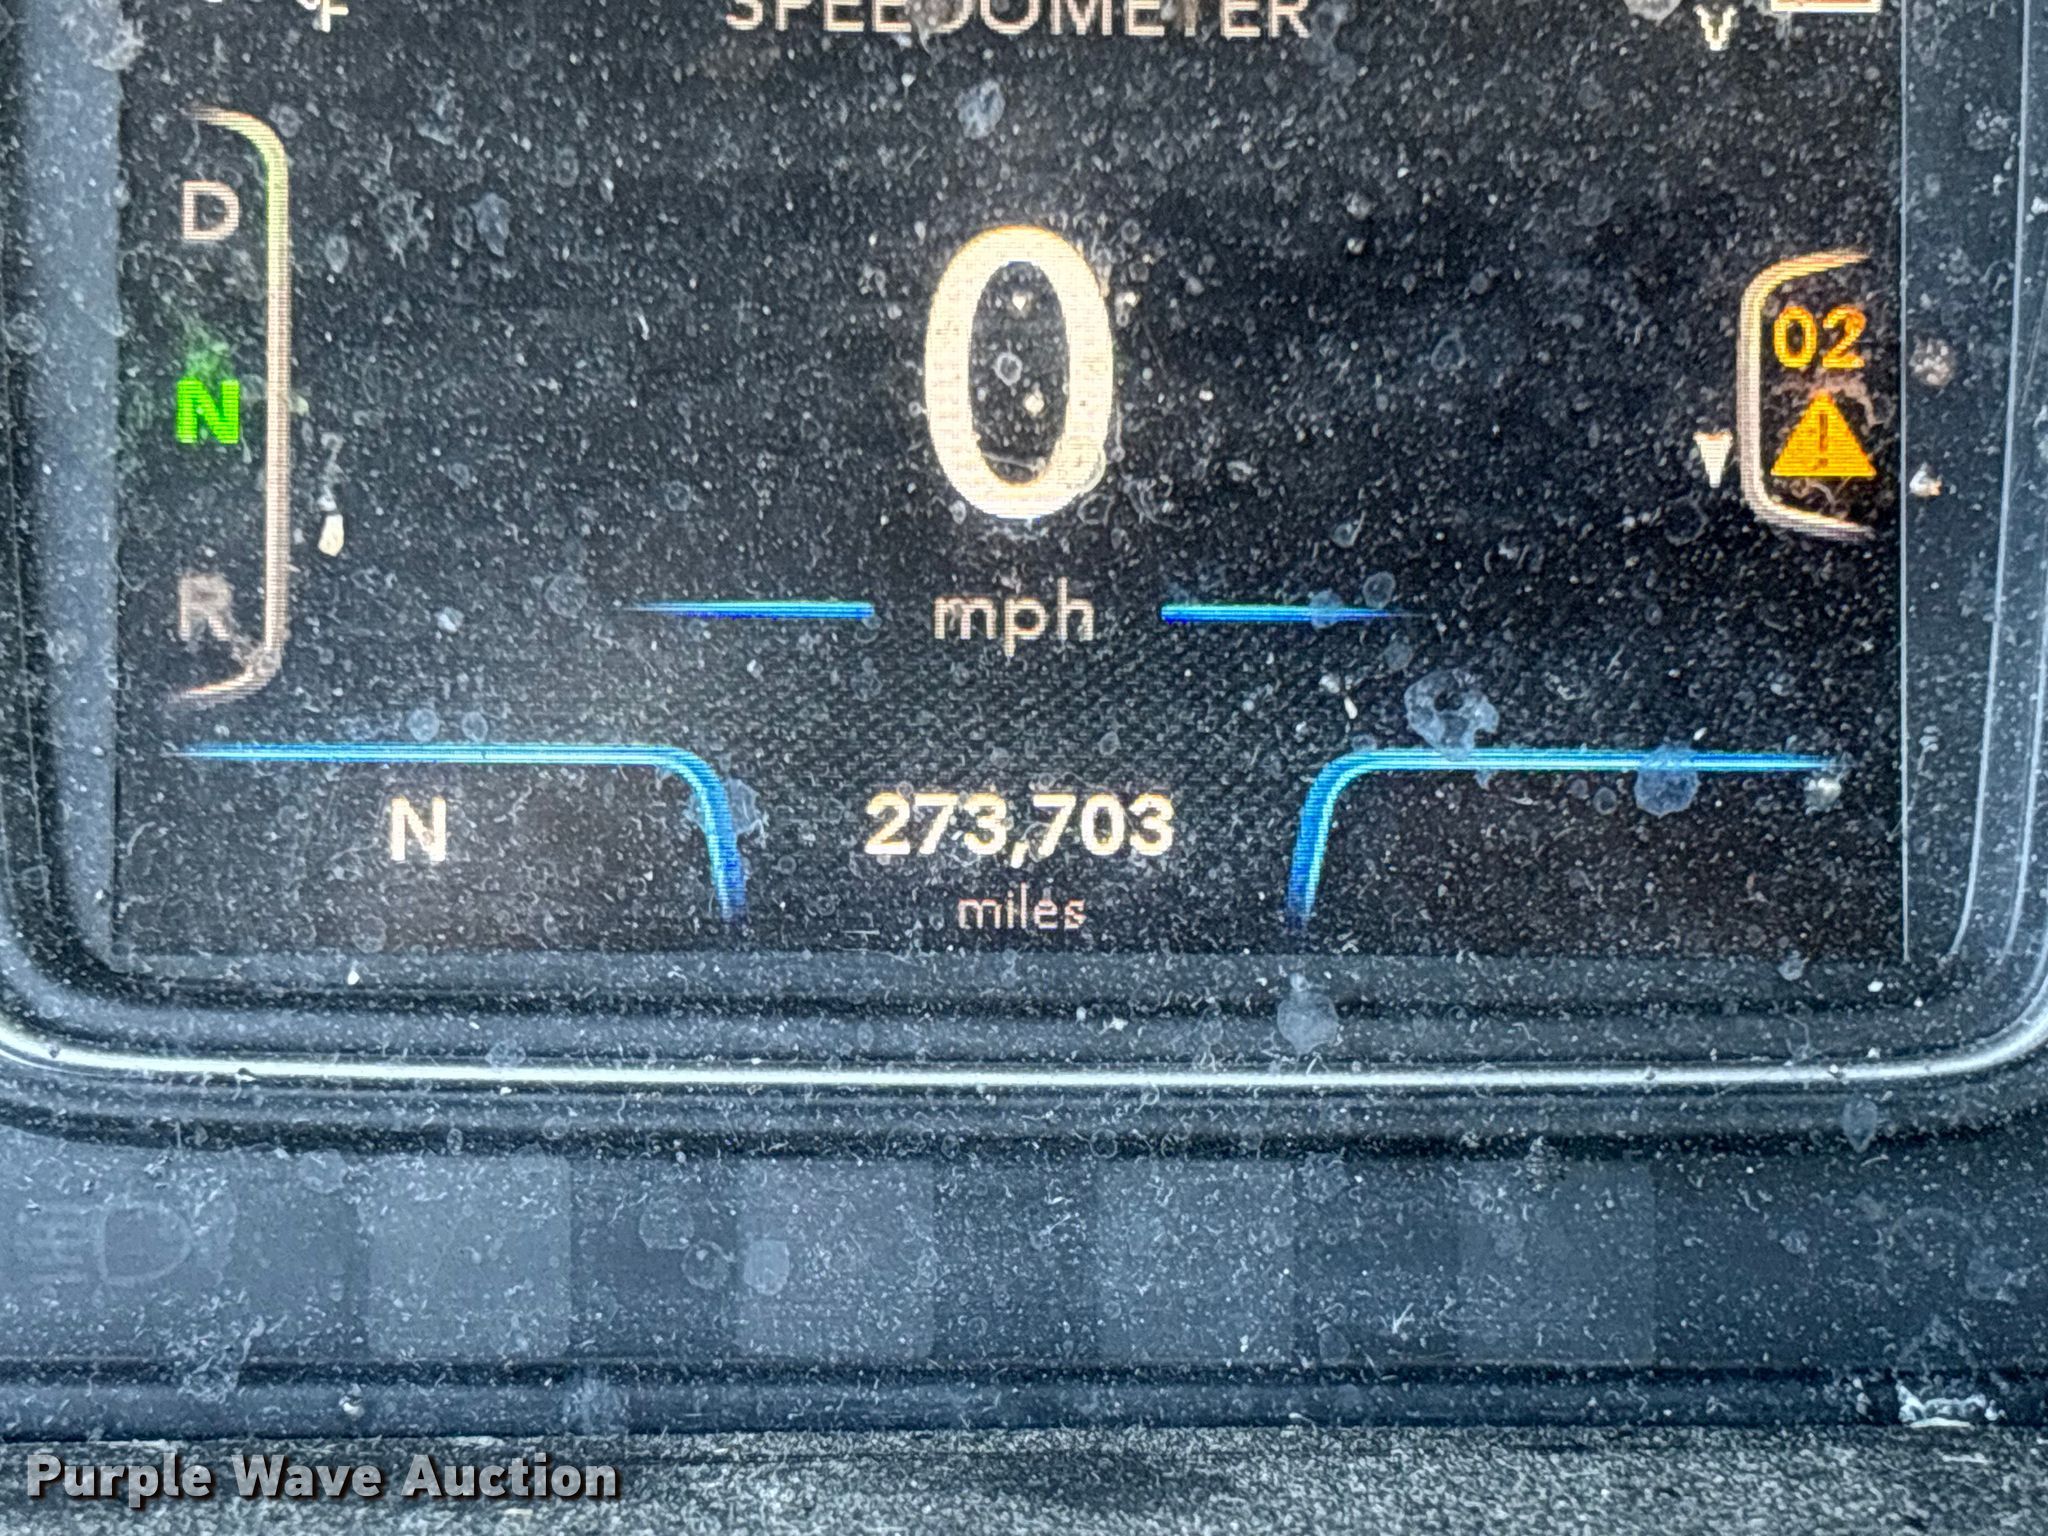 °F
SPEEDOMETER
V
D
N
R
0
mph
02
N
273,703
miles
Purple Wave Auction